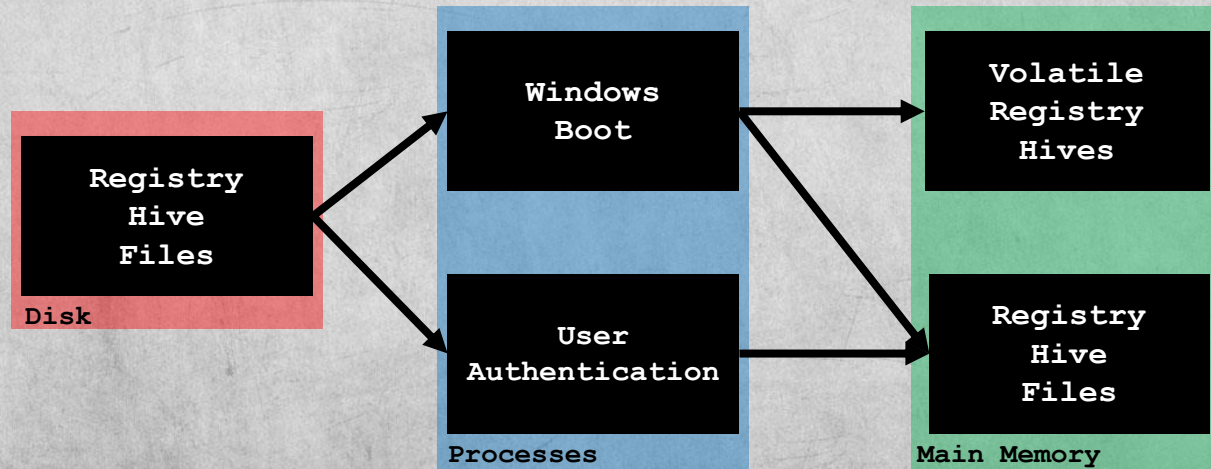 Registry
Hive
Files
Disk
Windows
Boot
User
Authentication
Processes
Volatile
Registry
Hives
Registry
Hive
Files
Main Memory